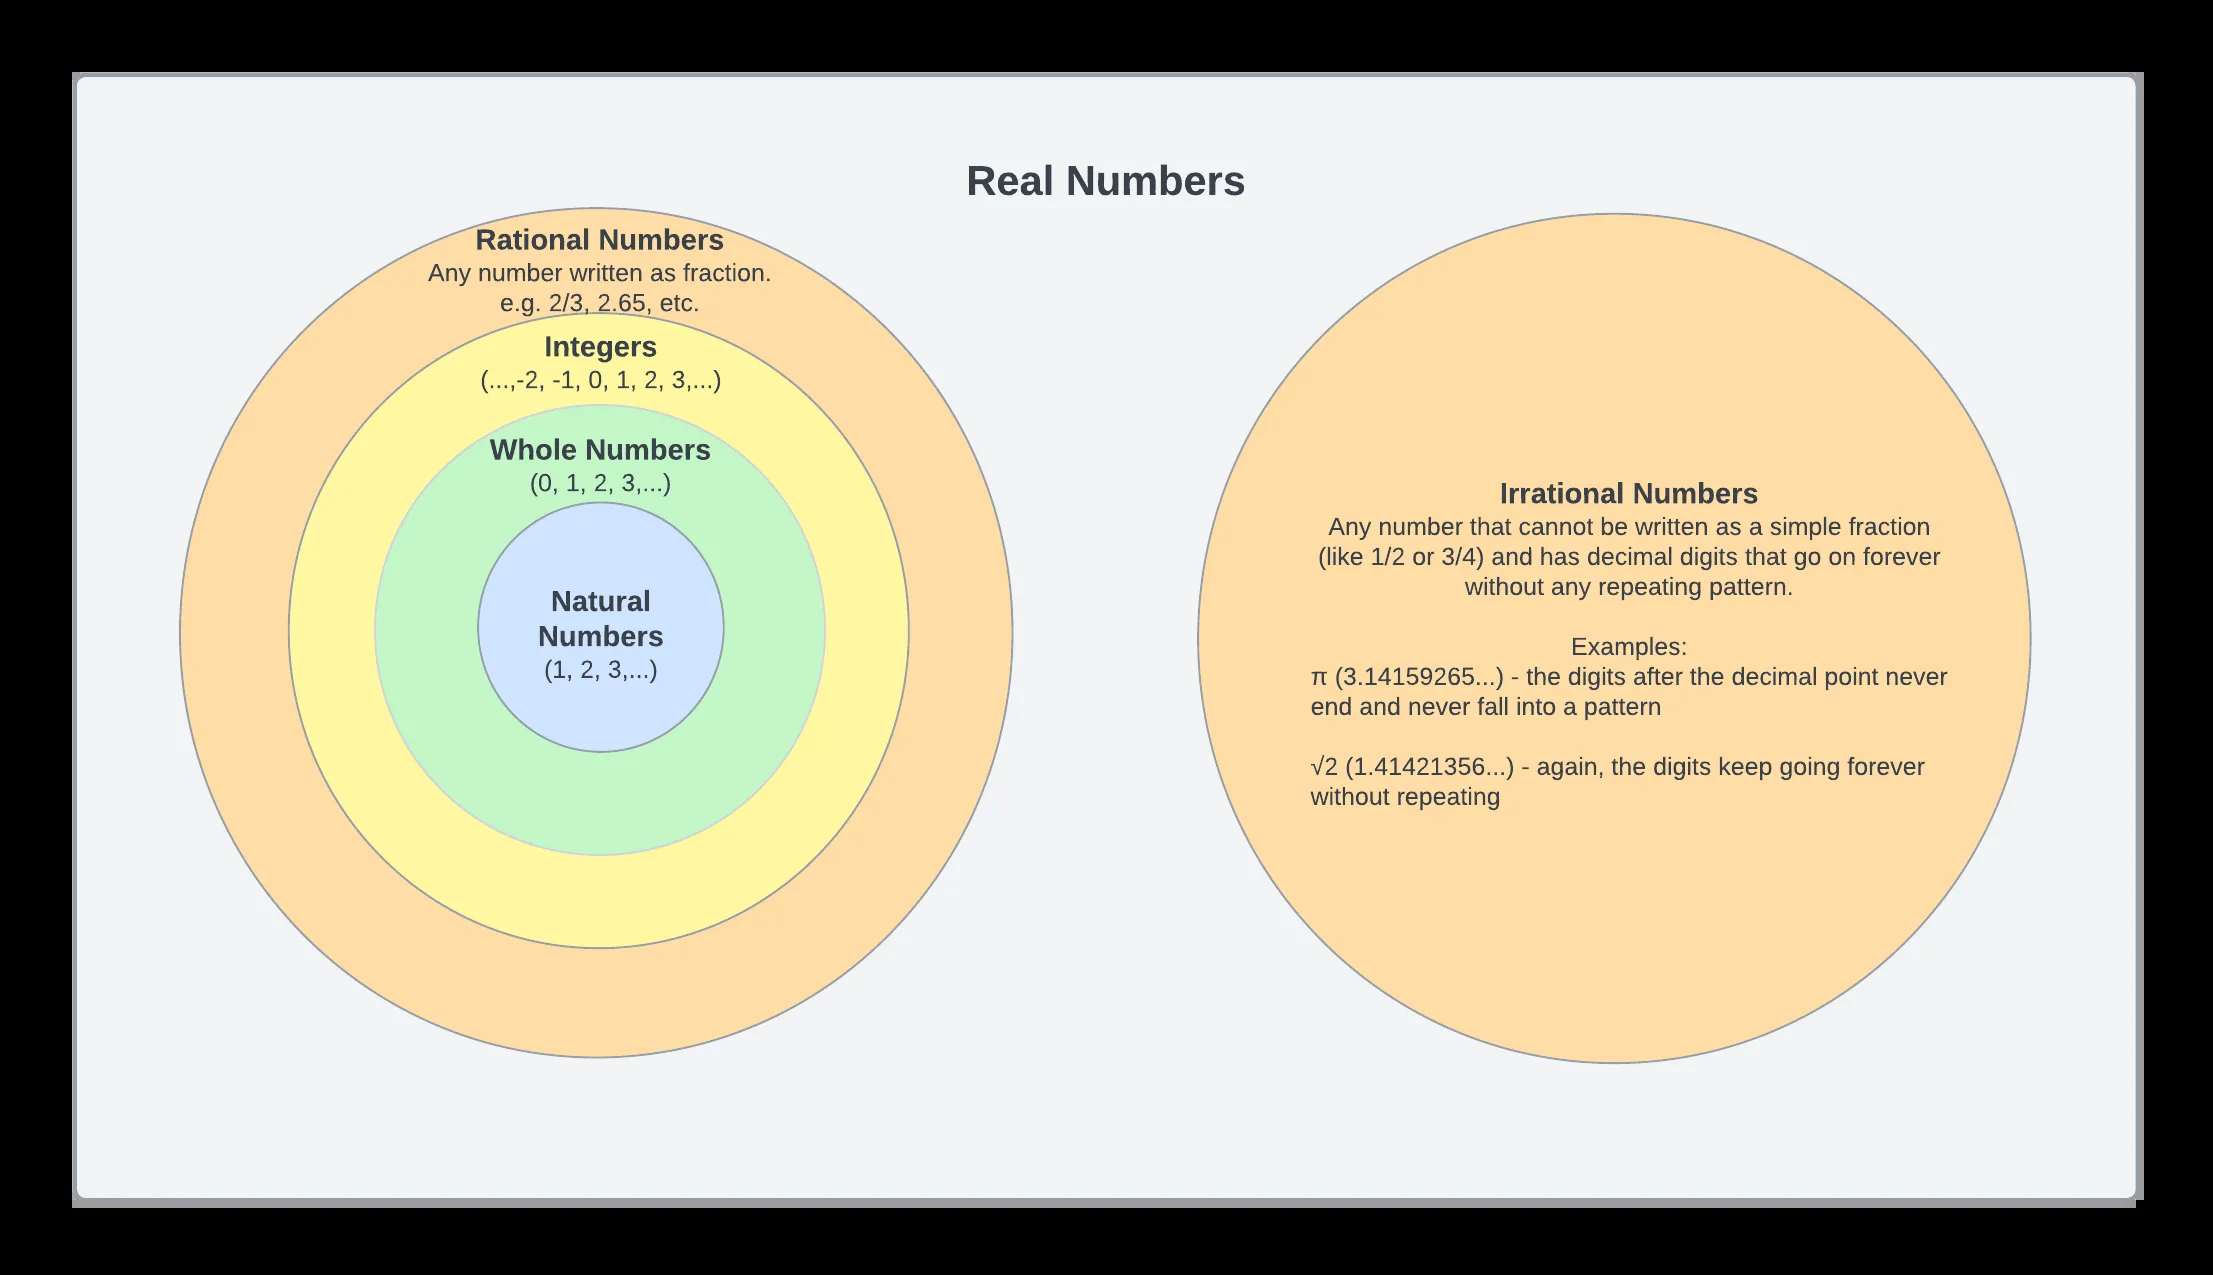 Real Numbers
Rational Numbers
Any number written as fraction.
e.g. 2/3, 2.65, etc.
Integers
(...,-2, -1, 0, 1, 2, 3,...)
Whole Numbers
(0, 1, 2, 3,...)
Natural
Numbers
(1, 2, 3,...)
Irrational Numbers
Any number that cannot be written as a simple fraction
(like 1/2 or 3/4) and has decimal digits that go on forever
without any repeating pattern.
Examples:
π (3.14159265...) - the digits after the decimal point never
end and never fall into a pattern
√2 (1.41421356...) - again, the digits keep going forever
without repeating